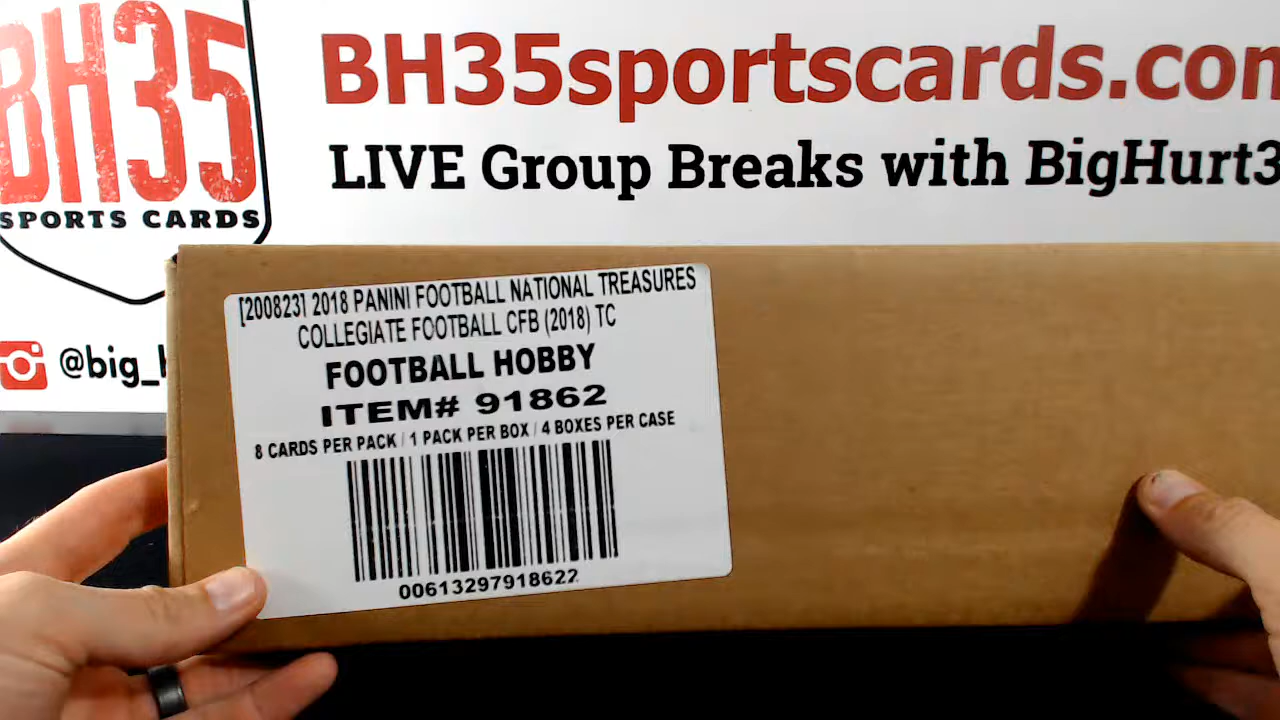 BH35
SPORTS CARDS
BH35sportscards.com
LIVE Group Breaks with BigHurt3
@big_
[200823] 2018 PANINI FOOTBALL NATIONAL TREASURES
COLLEGIATE FOOTBALL CFB (2018) TC
FOOTBALL HOBBY
ITEM# 91862
8 CARDS PER PACK / 1 PACK PER BOX / 4 BOXES PER CASE
00613297918622